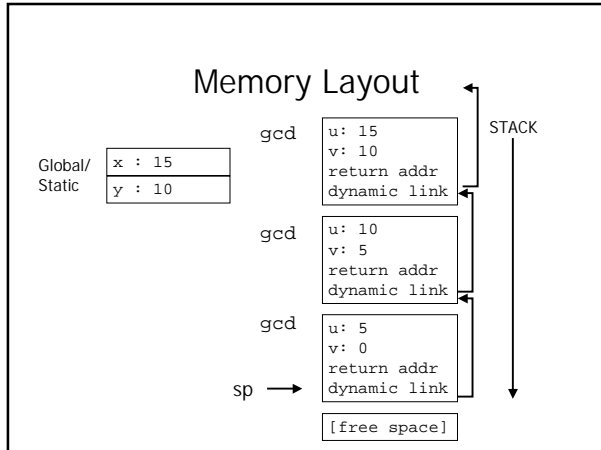 Memory Layout
STACK
Global/
Static
x : 15
y : 10
gcd
u: 15
v: 10
return addr
dynamic link
gcd
u: 10
v: 5
return addr
dynamic link
gcd
u: 5
v: 0
return addr
dynamic link
sp
[free space]